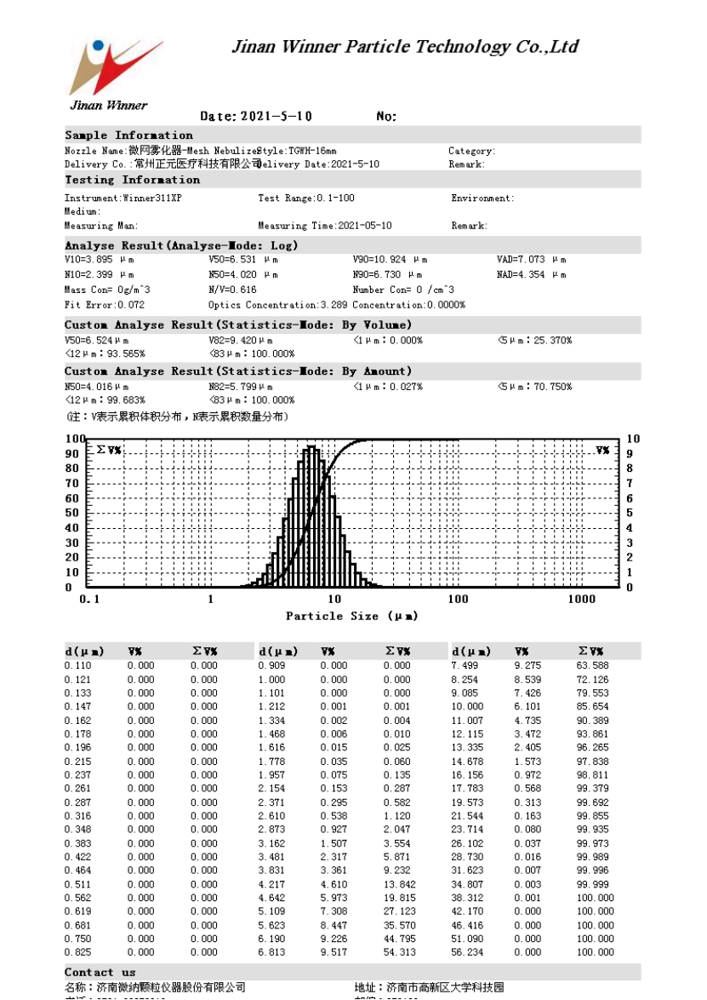 Jinan Winner Particle Technology Co.,Ltd
Jinan Winner
Date: 2021-5-10 No:
Sample Information
Nozzle Name:微网雾化器-Mesh NebulizeStyle:TGWH-16mm Category:
Delivery Co.:常州正元医疗科技有限公司Delivery Date:2021-5-10 Remark:
Testing Information
Instrument:Winner311XP Test Range:0.1-100 Environment:
Medium:
Measuring Man: Measuring Time:2021-05-10 Remark:
Analyse Result(Analyse-Mode: Log)
V10=3.895 μm V50=6.531 μm V90=10.924 μm VAD=7.073 μm
N10=2.399 μm N50=4.020 μm N90=6.730 μm NAD=4.354 μm
Mass Con= 0g/m^3 N/V=0.616 Number Con= 0 /cm^3
Fit Error:0.072 Optics Concentration:3.289 Concentration:0.0000%
Custom Analyse Result(Statistics-Mode: By Volume)
V50=6.524μm V82=9.420μm <1μm：0.000% <5μm：25.370%
<12μm：93.565% <83μm：100.000%
Custom Analyse Result(Statistics-Mode: By Amount)
N50=4.016μm N82=5.799μm <1μm：0.027% <5μm：70.750%
<12μm：99.683% <83μm：100.000%
(注：V表示累积体积分布，N表示累积数量分布)
100 ΣV% V% 10
90 9
80 8
70 7
60 6
50 5
40 4
30 3
20 2
10 1
0 0
0.1 1 10 100 1000
Particle Size (μm)
d(μm) V% ΣV% d(μm) V% ΣV% d(μm) V% ΣV%
0.110 0.000 0.000 0.909 0.000 0.000 7.499 9.275 63.588
0.121 0.000 0.000 1.000 0.000 0.000 8.254 8.539 72.126
0.133 0.000 0.000 1.101 0.000 0.000 9.085 7.426 79.553
0.147 0.000 0.000 1.212 0.001 0.001 10.000 6.101 85.654
0.162 0.000 0.000 1.334 0.002 0.004 11.007 4.735 90.389
0.178 0.000 0.000 1.468 0.006 0.010 12.115 3.472 93.861
0.196 0.000 0.000 1.616 0.015 0.025 13.335 2.405 96.265
0.215 0.000 0.000 1.778 0.035 0.060 14.678 1.573 97.838
0.237 0.000 0.000 1.957 0.075 0.135 16.156 0.972 98.811
0.261 0.000 0.000 2.154 0.153 0.287 17.783 0.568 99.379
0.287 0.000 0.000 2.371 0.295 0.582 19.573 0.313 99.692
0.316 0.000 0.000 2.610 0.538 1.120 21.544 0.163 99.855
0.348 0.000 0.000 2.873 0.927 2.047 23.714 0.080 99.935
0.383 0.000 0.000 3.162 1.507 3.554 26.102 0.037 99.973
0.422 0.000 0.000 3.481 2.317 5.871 28.730 0.016 99.989
0.464 0.000 0.000 3.831 3.361 9.232 31.623 0.007 99.996
0.511 0.000 0.000 4.217 4.610 13.842 34.807 0.003 99.999
0.562 0.000 0.000 4.642 5.973 19.815 38.312 0.001 100.000
0.619 0.000 0.000 5.109 7.308 27.123 42.170 0.000 100.000
0.681 0.000 0.000 5.623 8.447 35.570 46.416 0.000 100.000
0.750 0.000 0.000 6.190 9.226 44.795 51.090 0.000 100.000
0.825 0.000 0.000 6.813 9.517 54.313 56.234 0.000 100.000
Contact us
名称：济南微纳颗粒仪器股份有限公司 地址：济南市高新区大学科技园